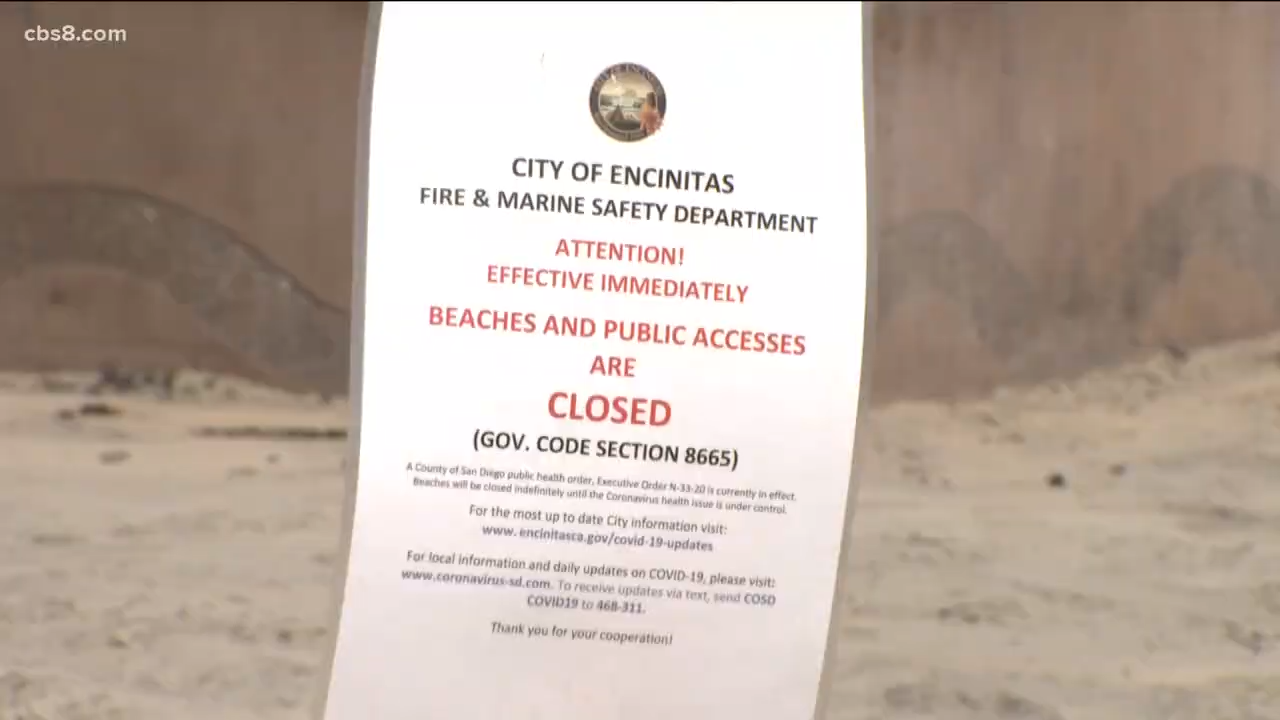 cbs8.com
CITY OF ENCINITAS
FIRE & MARINE SAFETY DEPARTMENT
ATTENTION!
EFFECTIVE IMMEDIATELY
BEACHES AND PUBLIC ACCESSES
ARE
CLOSED
(GOV. CODE SECTION 8665)
A County of San Diego public health order, Executive Order N-33-20 is currently in effect.
Beaches will be closed indefinitely until the Coronavirus health issue is under control.
For the most up to date City information visit:
www. encinitasca.gov/covid-19-updates
For local information and daily updates on COVID-19, please visit:
www.coronavirus-sd.com. To receive updates via text, send COSD
COVID19 to 468-311.
Thank you for your cooperation!